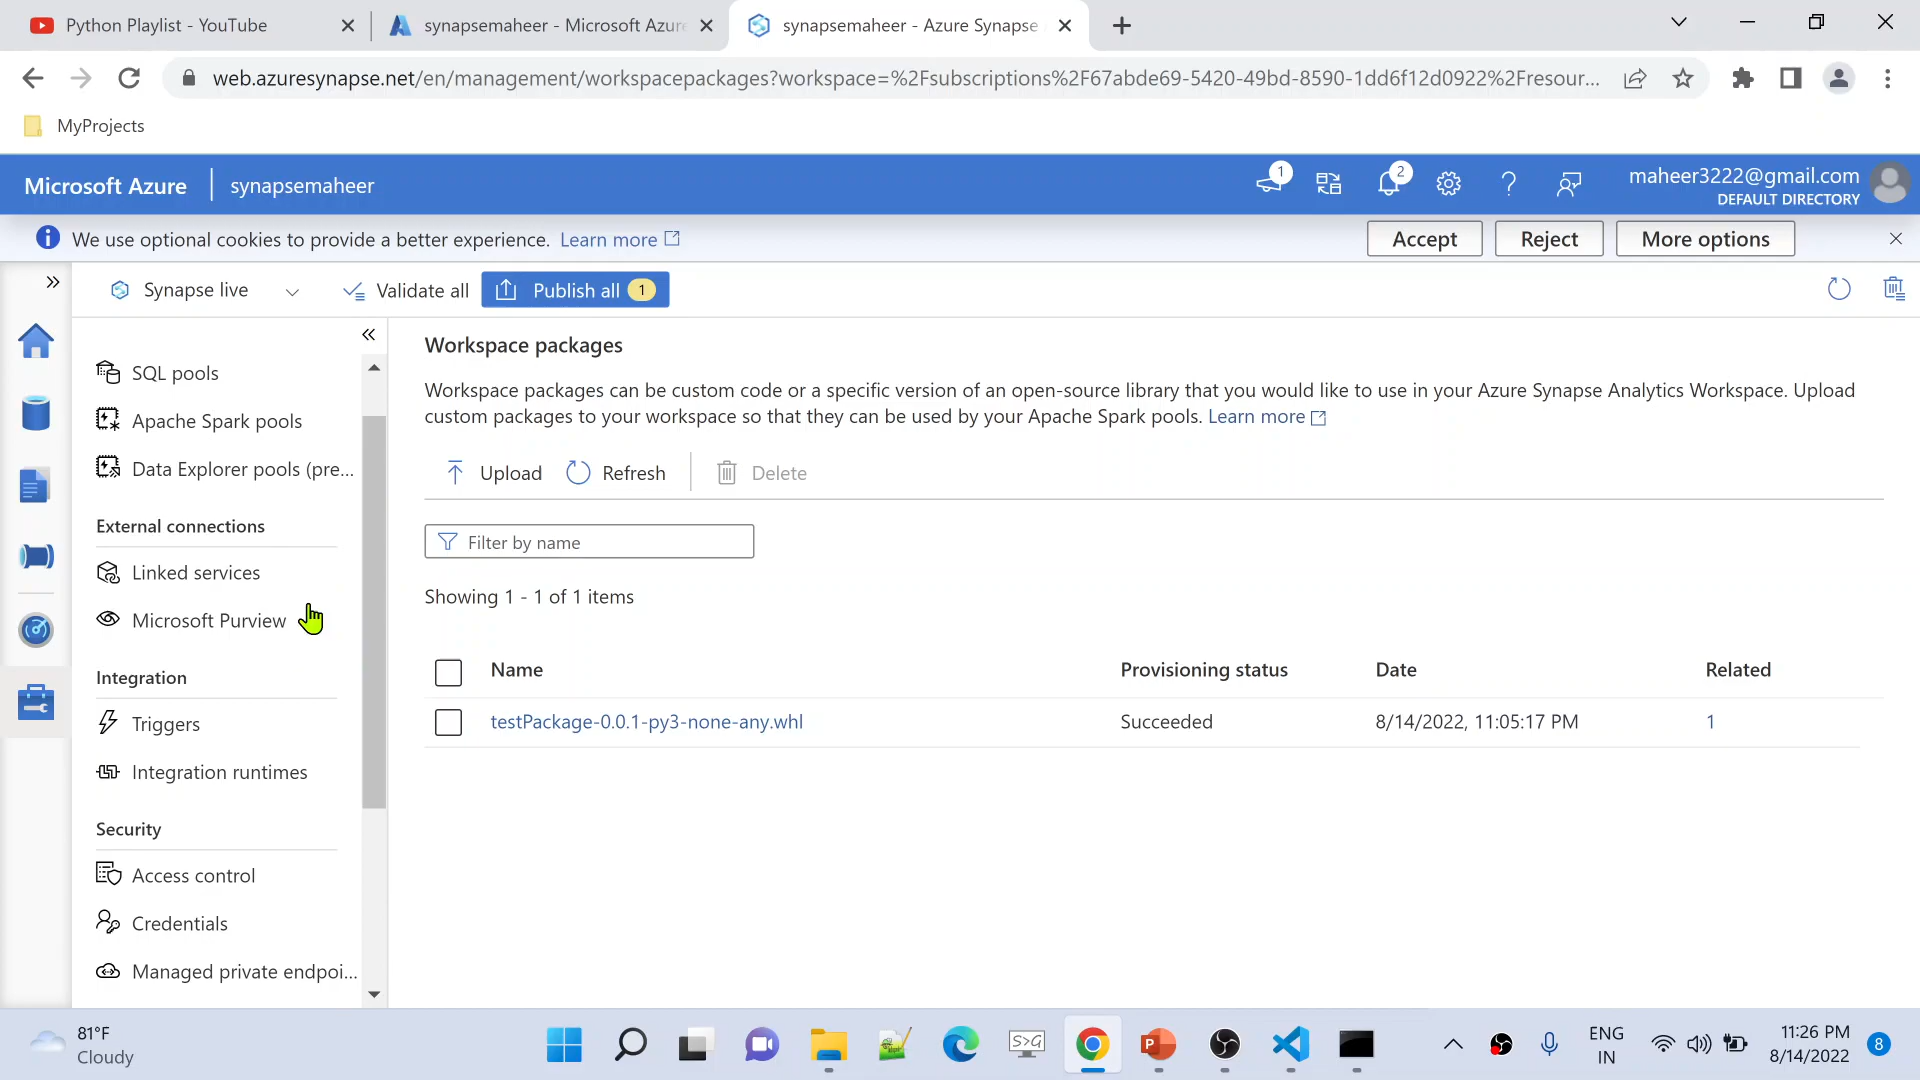 Python Playlist - YouTube
synapsemaheer - Microsoft Azure
synapsemaheer - Azure Synapse
web.azuresynapse.net/en/management/workspacepackages?workspace=%2Fsubscriptions%2F67abde69-5420-49bd-8590-1dd6f12d0922%2Fresour...
MyProjects
Microsoft Azure
synapsemaheer
1
2
maheer3222@gmail.com
DEFAULT DIRECTORY
We use optional cookies to provide a better experience. Learn more
Accept
Reject
More options
Synapse live
Validate all
Publish all 1
SQL pools
Apache Spark pools
Data Explorer pools (pre...
External connections
Linked services
Microsoft Purview
Integration
Triggers
Integration runtimes
Security
Access control
Credentials
Managed private endpoi...
Workspace packages
Workspace packages can be custom code or a specific version of an open-source library that you would like to use in your Azure Synapse Analytics Workspace. Upload
custom packages to your workspace so that they can be used by your Apache Spark pools. Learn more
Upload
Refresh
Delete
Filter by name
Showing 1 - 1 of 1 items
Name Provisioning status Date Related
testPackage-0.0.1-py3-none-any.whl Succeeded 8/14/2022, 11:05:17 PM 1
81°F
Cloudy
S>G
ENG
IN
11:26 PM
8/14/2022
8